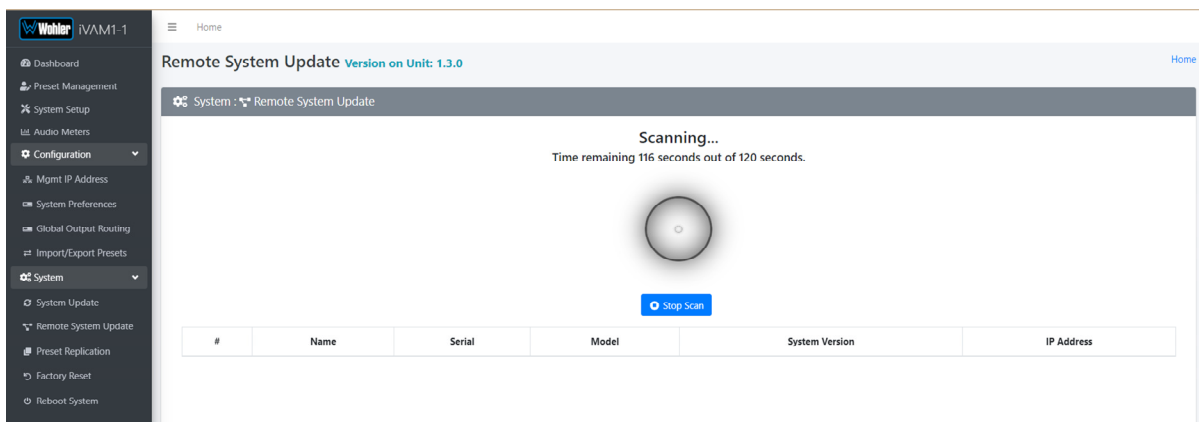 Wohler iVAM1-1
Home
Dashboard
Preset Management
System Setup
Audio Meters
Configuration
Mgmt IP Address
System Preferences
Global Output Routing
Import/Export Presets
System
System Update
Remote System Update
Preset Replication
Factory Reset
Reboot System
Remote System Update Version on Unit: 1.3.0
Home
System : Remote System Update
Scanning...
Time remaining 116 seconds out of 120 seconds.
Stop Scan
# Name Serial Model System Version IP Address